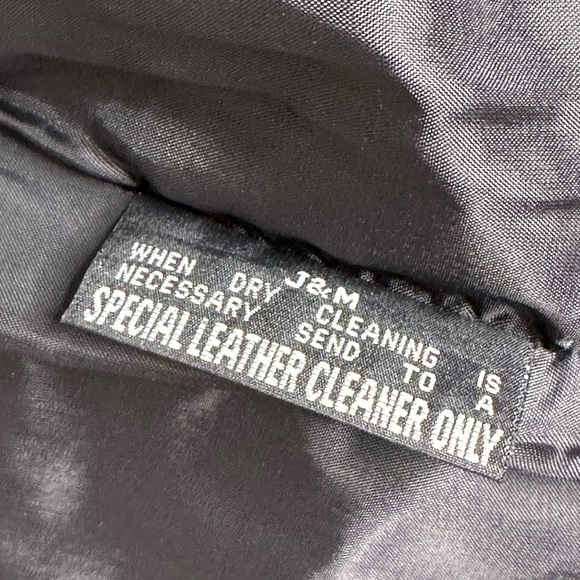 J&M
WHEN DRY CLEANING IS
NECESSARY SEND TO A
SPECIAL LEATHER CLEANER ONLY